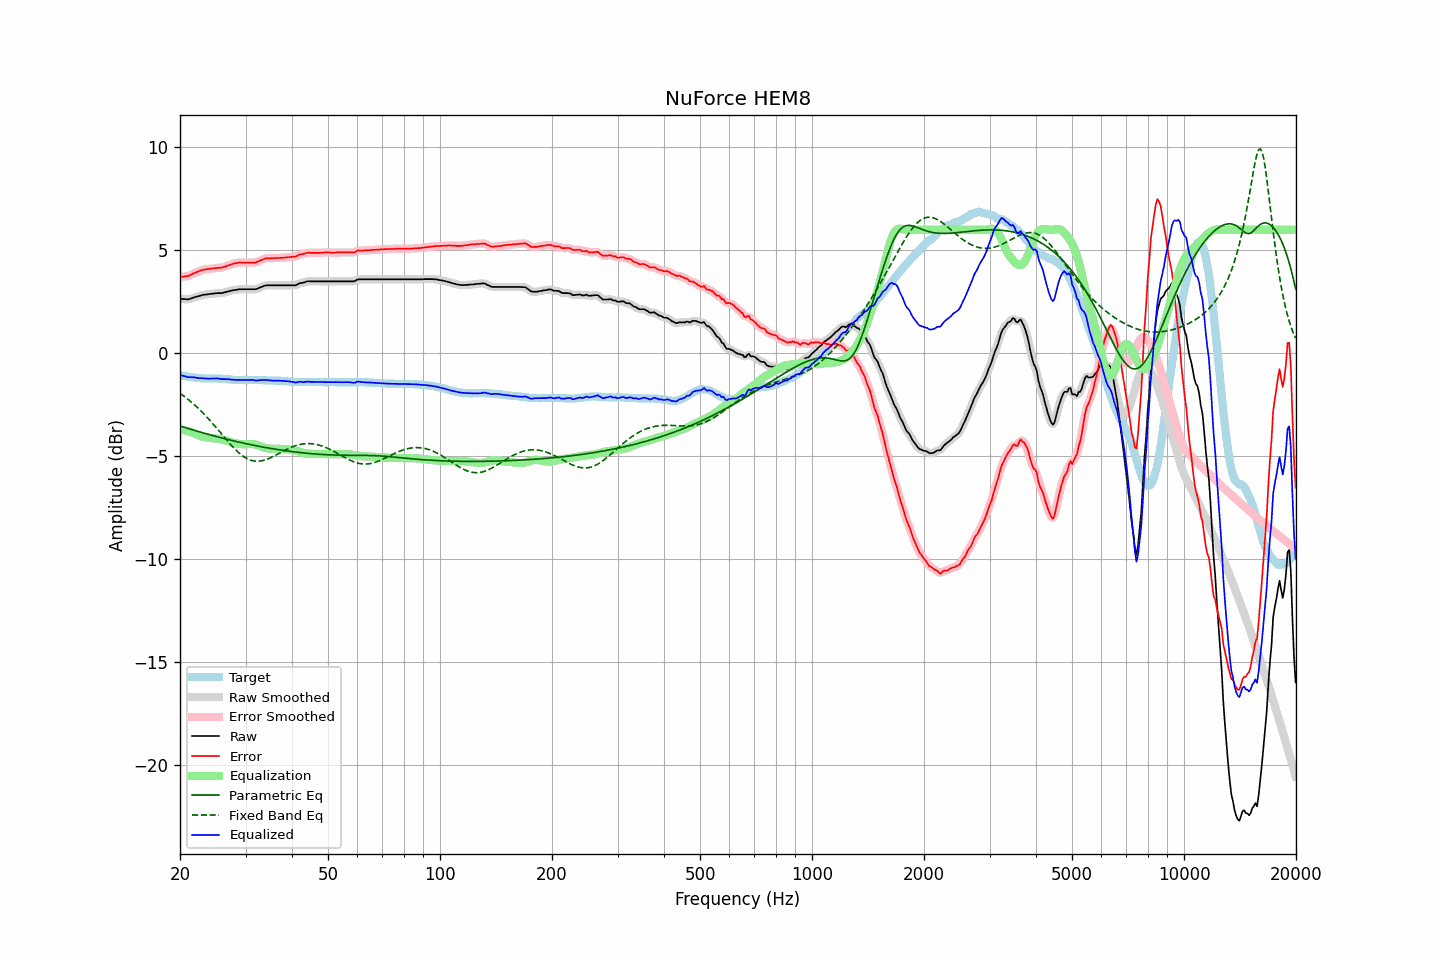 NuForce HEM8
Amplitude (dBr)
10
5
0
−5
−10
−15
−20
Target
Raw Smoothed
Error Smoothed
Raw
Error
Equalization
Parametric Eq
Fixed Band Eq
Equalized
20 50 100 200 500 1000 2000 5000 10000 20000
Frequency (Hz)